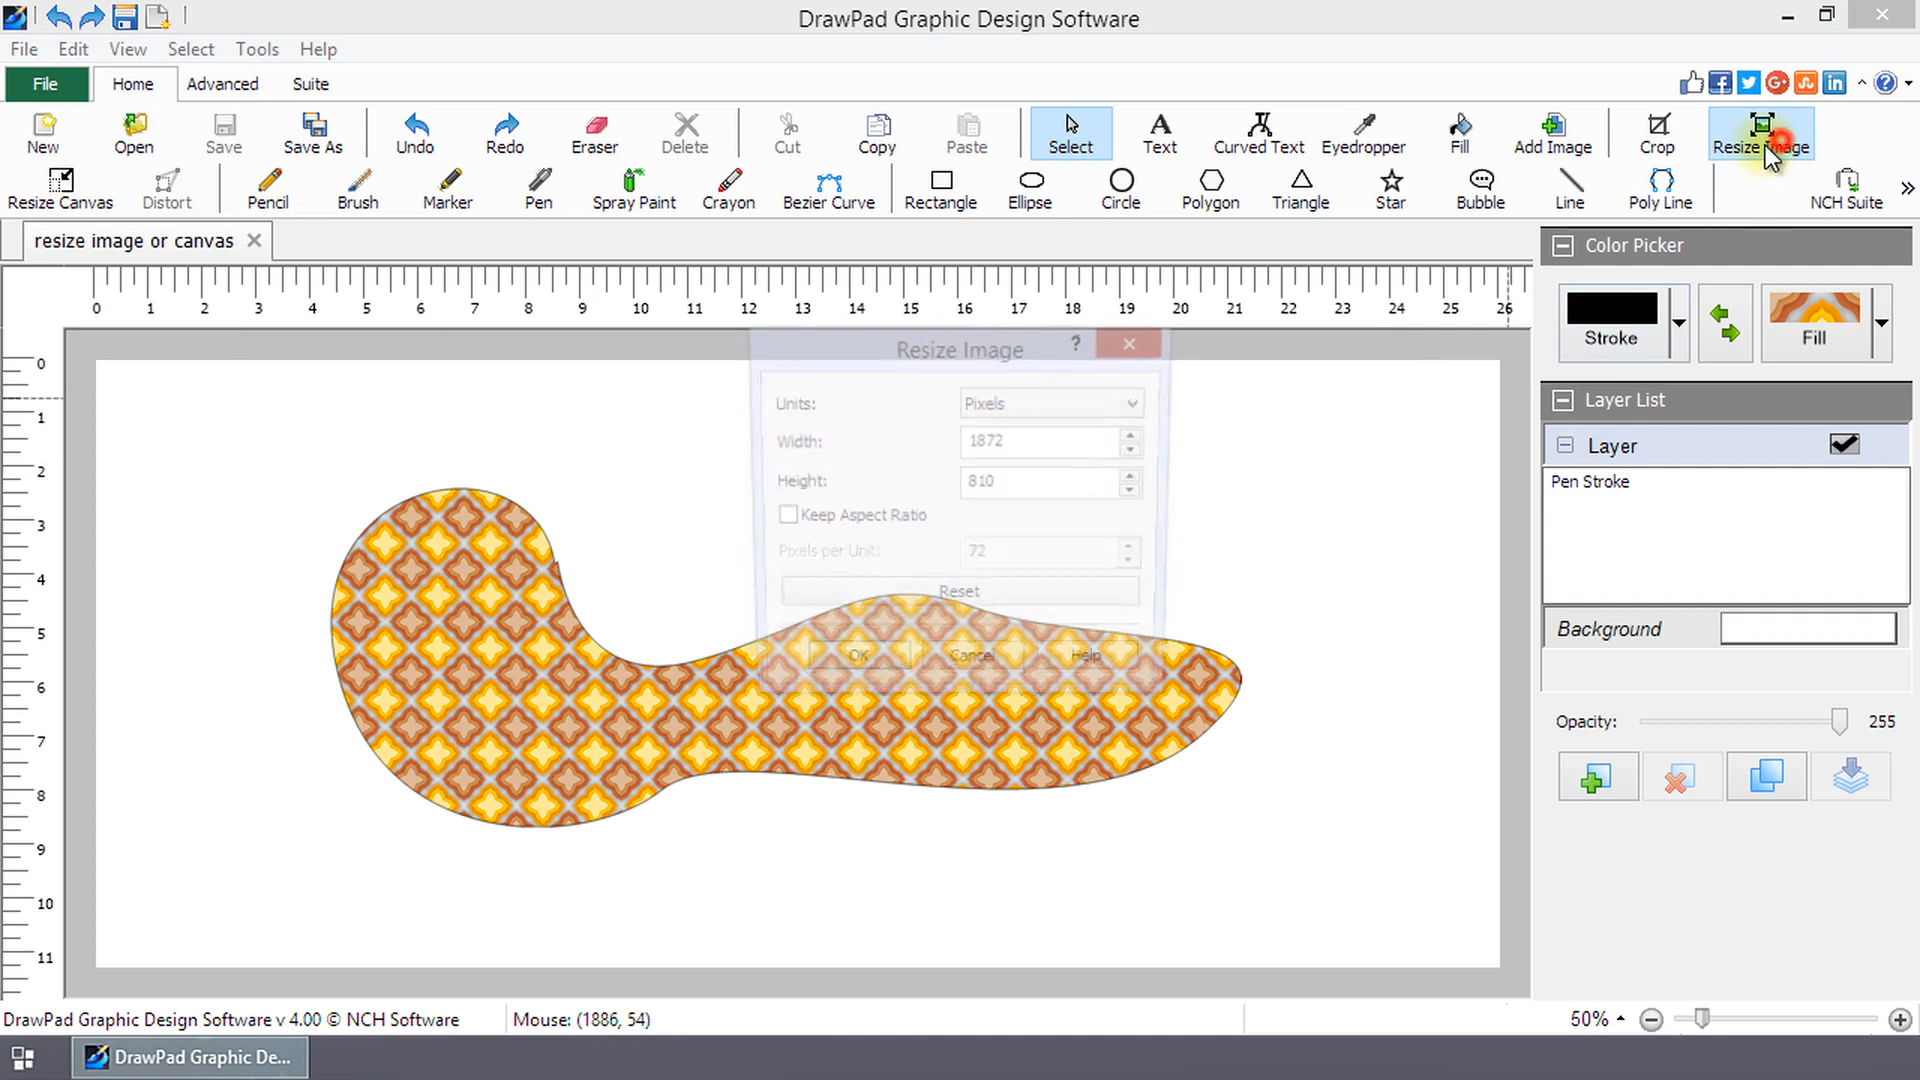 DrawPad Graphic Design Software
File Edit View Select Tools Help
File Home Advanced Suite
New Open Save Save As Undo Redo Eraser Delete Cut Copy Paste Select Text Curved Text Eyedropper Fill Add Image Crop Resize Image
Resize Canvas Distort Pencil Brush Marker Pen Spray Paint Crayon Bezier Curve Rectangle Ellipse Circle Polygon Triangle Star Bubble Line Poly Line NCH Suite
resize image or canvas
Color Picker
0 1 2 3 4 5 6 7 8 9 10 11 12 13 14 15 16 17 18 19 20 21 22 23 24 25 26
Stroke Fill
0
1
2
3
4
5
6
7
8
9
10
11
Resize Image ?
Units: Pixels
Width: 1872
Height: 810
Keep Aspect Ratio
Pixels per Unit: 72
Reset
OK Cancel Help
Layer List
Layer
Pen Stroke
Background
Opacity: 255
DrawPad Graphic Design Software v 4.00 © NCH Software Mouse: (1886, 54) 50%
DrawPad Graphic De...